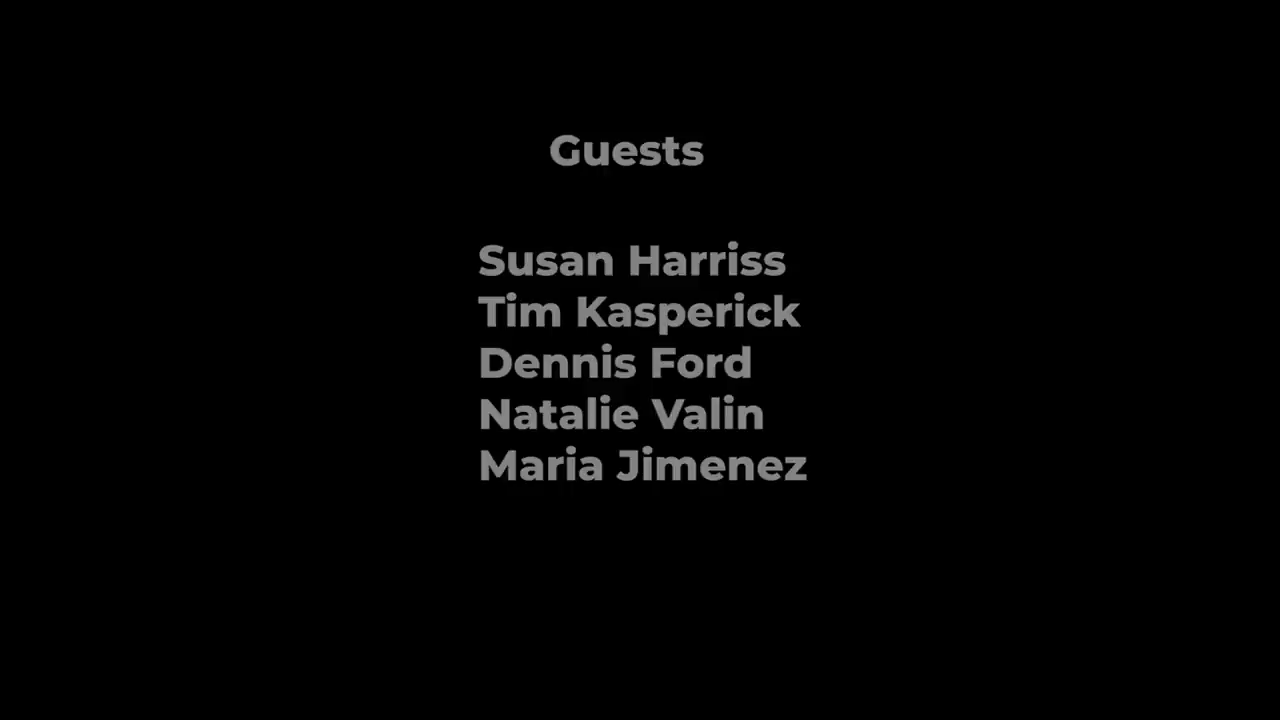 Guests
Susan Harriss
Tim Kasperick
Dennis Ford
Natalie Valin
Maria Jimenez